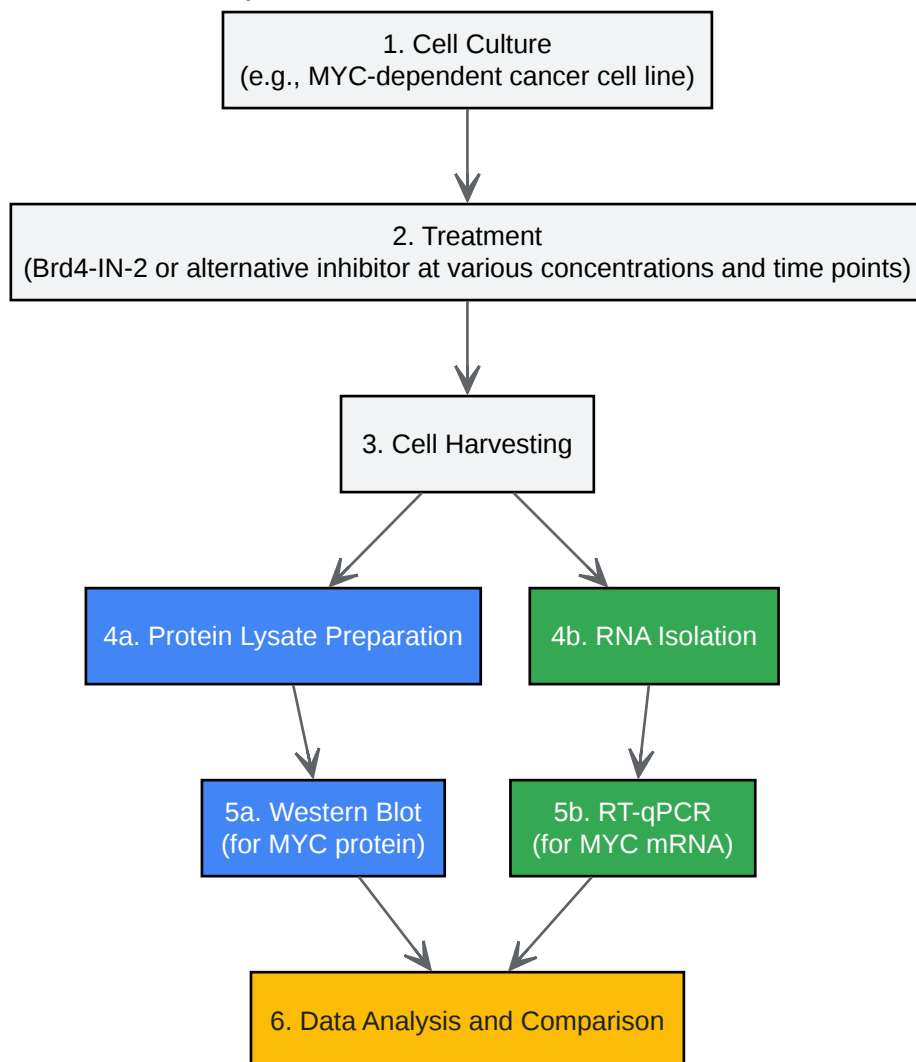 1. Cell Culture
(e.g., MYC-dependent cancer cell line)
2. Treatment
(Brd4-IN-2 or alternative inhibitor at various concentrations and time points)
3. Cell Harvesting
4a. Protein Lysate Preparation
4b. RNA Isolation
5a. Western Blot
(for MYC protein)
5b. RT-qPCR
(for MYC mRNA)
6. Data Analysis and Comparison